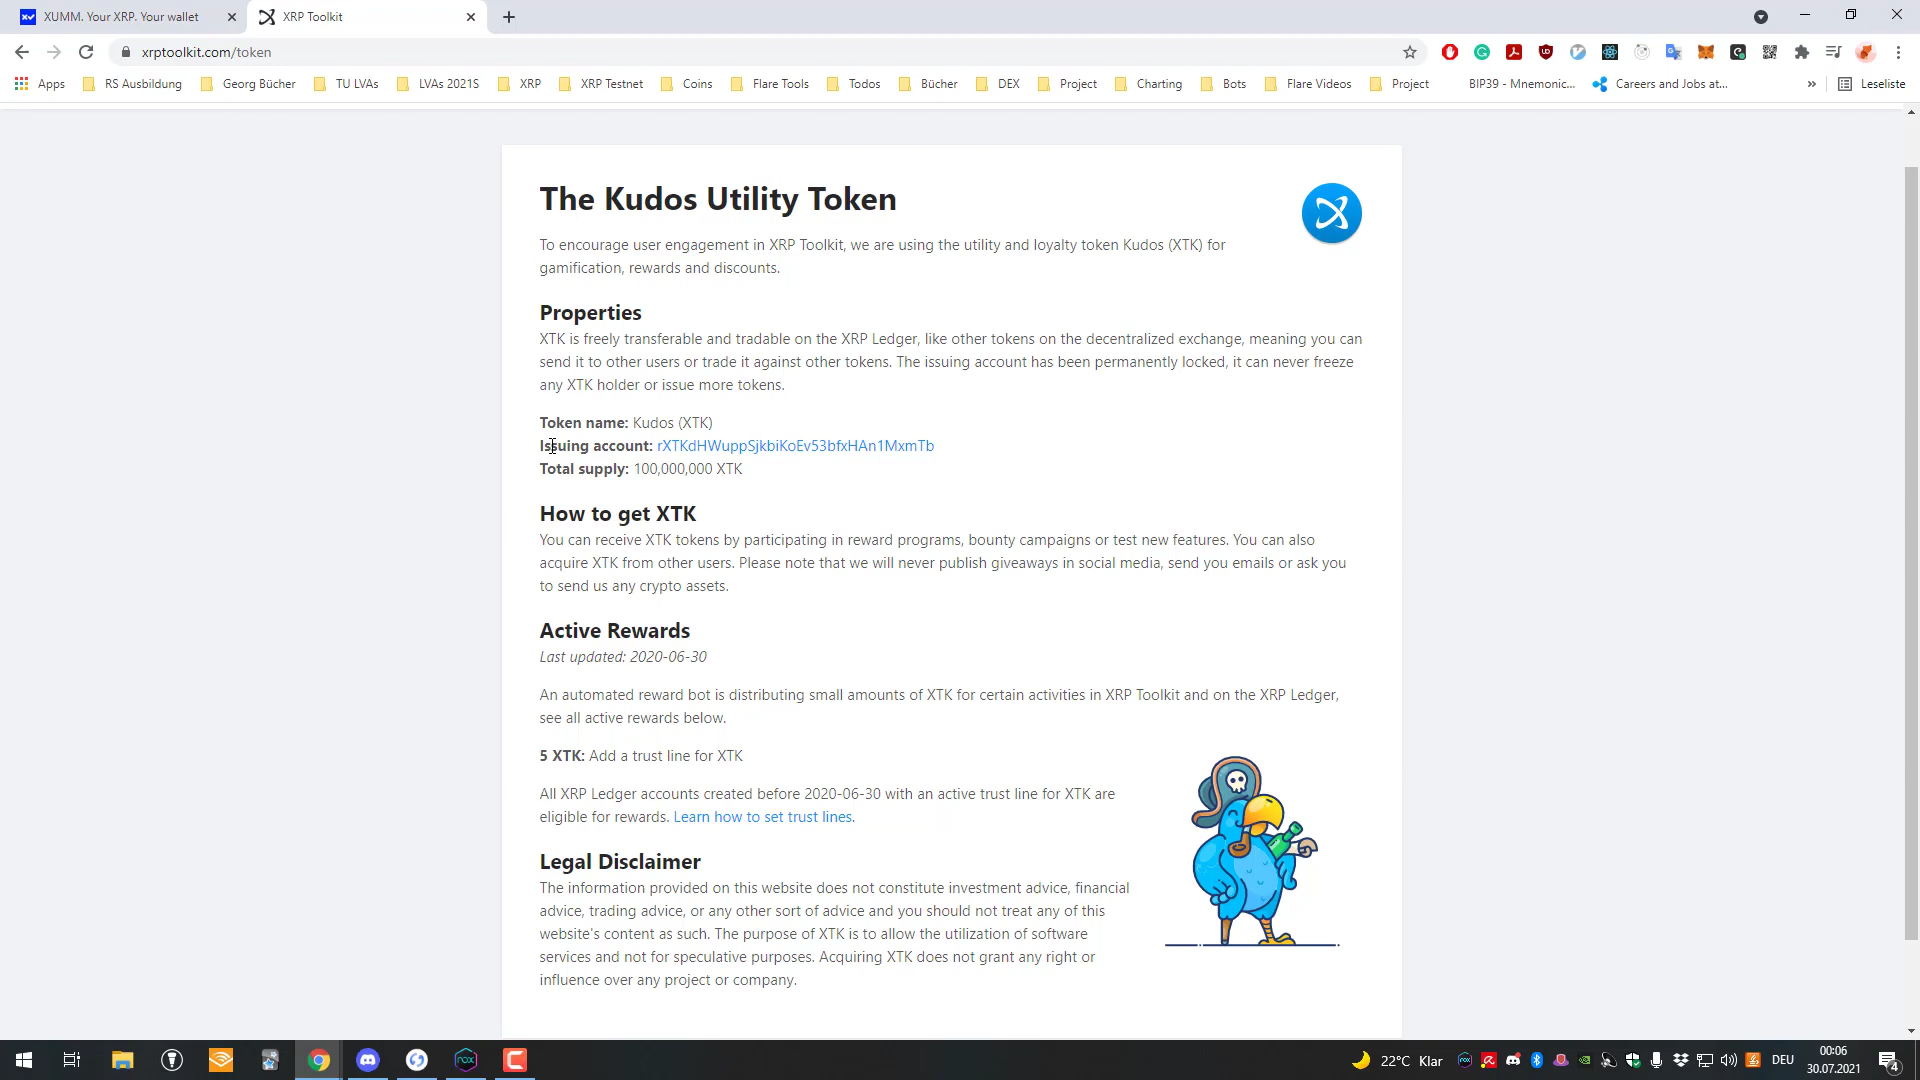 XUMM. Your XRP. Your wallet
XRP Toolkit
xrptoolkit.com/token
Apps
RS Ausbildung
Georg Bücher
TU LVAs
LVAs 2021S
XRP
XRP Testnet
Coins
Flare Tools
Todos
Bücher
DEX
Project
Charting
Bots
Flare Videos
Project
BIP39 - Mnemonic...
Careers and Jobs at...
»
Leseliste
The Kudos Utility Token
To encourage user engagement in XRP Toolkit, we are using the utility and loyalty token Kudos (XTK) for
gamification, rewards and discounts.
Properties
XTK is freely transferable and tradable on the XRP Ledger, like other tokens on the decentralized exchange, meaning you can
send it to other users or trade it against other tokens. The issuing account has been permanently locked, it can never freeze
any XTK holder or issue more tokens.
Token name: Kudos (XTK)
Issuing account: rXTKdHWuppSjkbiKoEv53bfxHAn1MxmTb
Total supply: 100,000,000 XTK
How to get XTK
You can receive XTK tokens by participating in reward programs, bounty campaigns or test new features. You can also
acquire XTK from other users. Please note that we will never publish giveaways in social media, send you emails or ask you
to send us any crypto assets.
Active Rewards
Last updated: 2020-06-30
An automated reward bot is distributing small amounts of XTK for certain activities in XRP Toolkit and on the XRP Ledger,
see all active rewards below.
5 XTK: Add a trust line for XTK
All XRP Ledger accounts created before 2020-06-30 with an active trust line for XTK are
eligible for rewards. Learn how to set trust lines.
Legal Disclaimer
The information provided on this website does not constitute investment advice, financial
advice, trading advice, or any other sort of advice and you should not treat any of this
website's content as such. The purpose of XTK is to allow the utilization of software
services and not for speculative purposes. Acquiring XTK does not grant any right or
influence over any project or company.
22°C Klar
DEU
00:06
30.07.2021
4